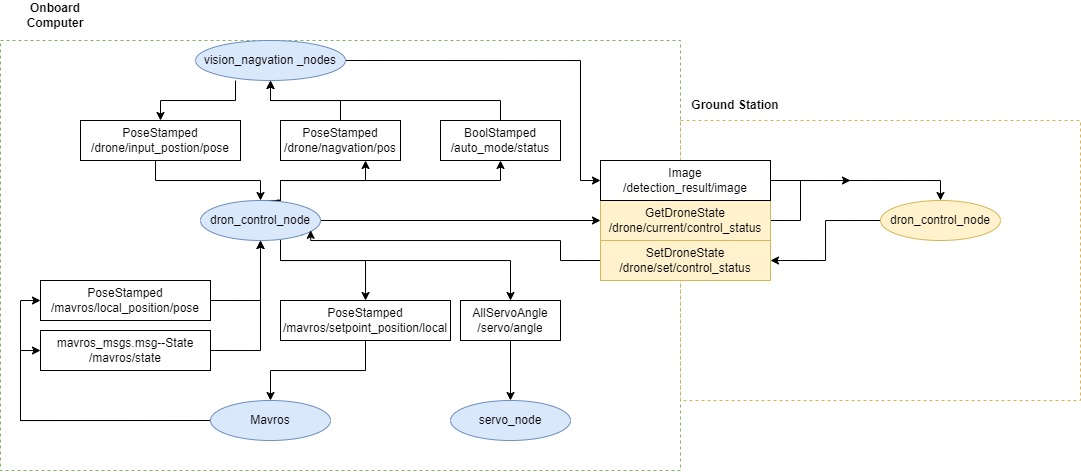 Onboard
Computer
vision_nagvation _nodes
Ground Station
PoseStamped
/drone/input_postion/pose
PoseStamped
/drone/nagvation/pos
BoolStamped
/auto_mode/status
Image
/detection_result/image
dron_control_node
GetDroneState
/drone/current/control_status
dron_control_node
SetDroneState
/drone/set/control_status
PoseStamped
/mavros/local_position/pose
PoseStamped
/mavros/setpoint_position/local
AllServoAngle
/servo/angle
mavros_msgs.msg--State
/mavros/state
Mavros
servo_node